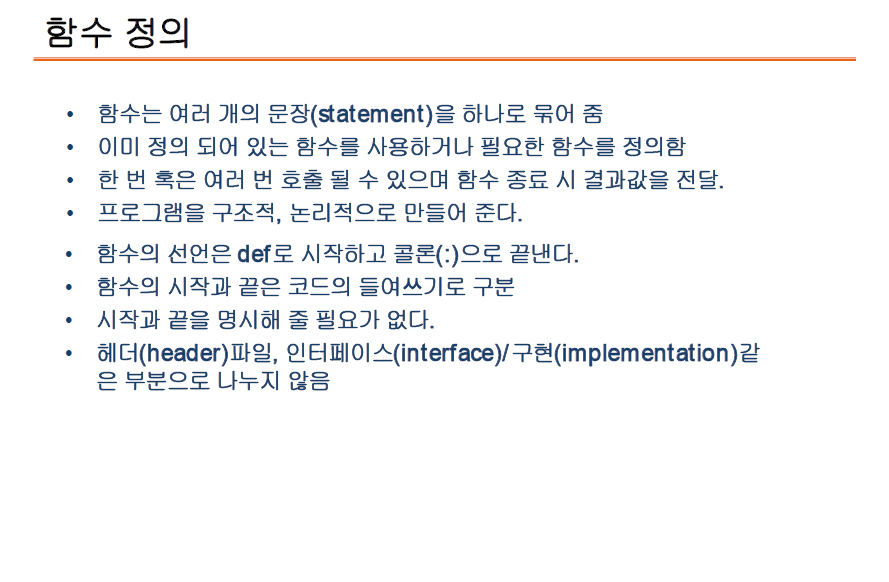 함수 정의
• 함수는 여러 개의 문장(statement)을 하나로 묶어 줌
• 이미 정의 되어 있는 함수를 사용하거나 필요한 함수를 정의함
• 한 번 혹은 여러 번 호출 될 수 있으며 함수 종료 시 결과값을 전달.
• 프로그램을 구조적, 논리적으로 만들어 준다.
• 함수의 선언은 def로 시작하고 콜론(:)으로 끝낸다.
• 함수의 시작과 끝은 코드의 들여쓰기로 구분
• 시작과 끝을 명시해 줄 필요가 없다.
• 헤더(header)파일, 인터페이스(interface)/구현(implementation)같
은 부분으로 나누지 않음